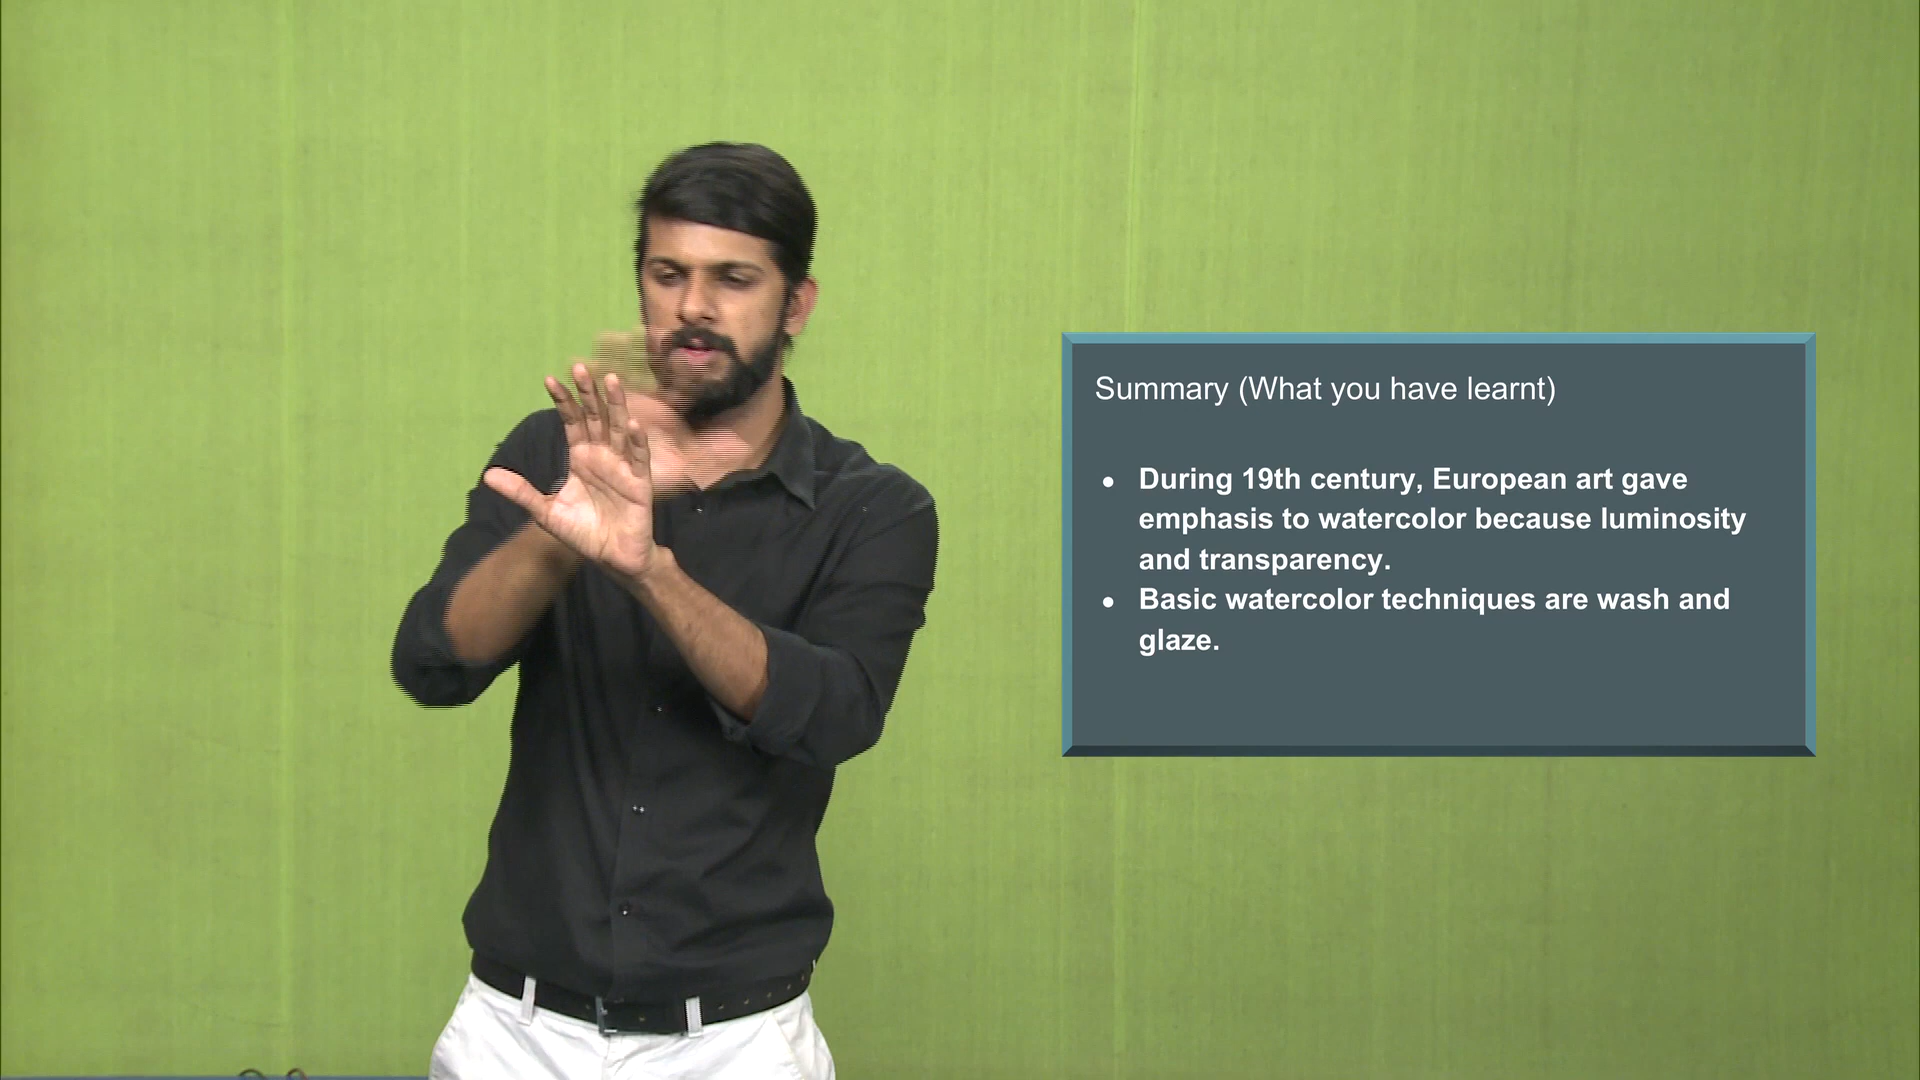 Summary (What you have learnt)
● During 19th century, European art gave
emphasis to watercolor because luminosity
and transparency.
● Basic watercolor techniques are wash and
glaze.